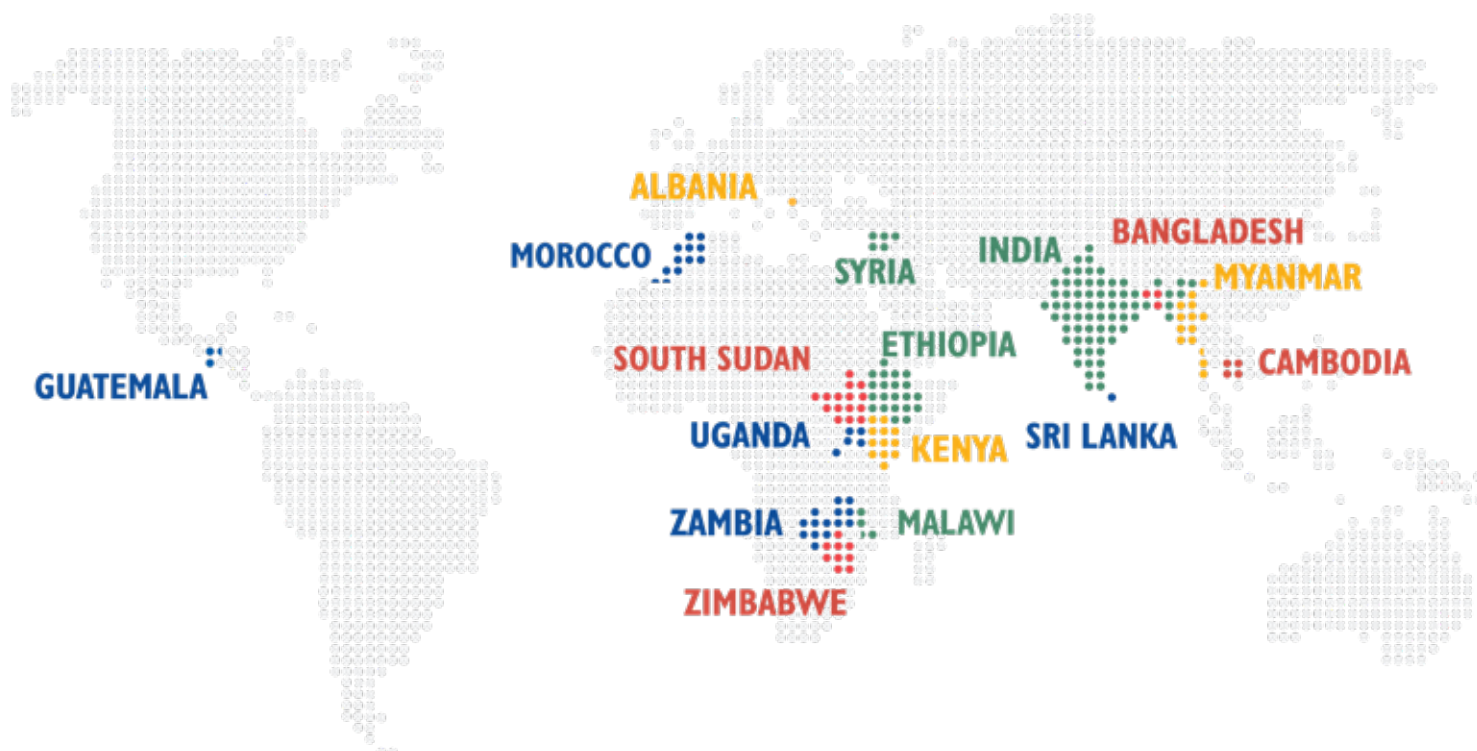 ALBANIA
BANGLADESH
MOROCCO
INDIA
SYRIA
MYANMAR
ETHIOPIA
SOUTH SUDAN
CAMBODIA
GUATEMALA
UGANDA
SRI LANKA
KENYA
ZAMBIA
MALAWI
ZIMBABWE